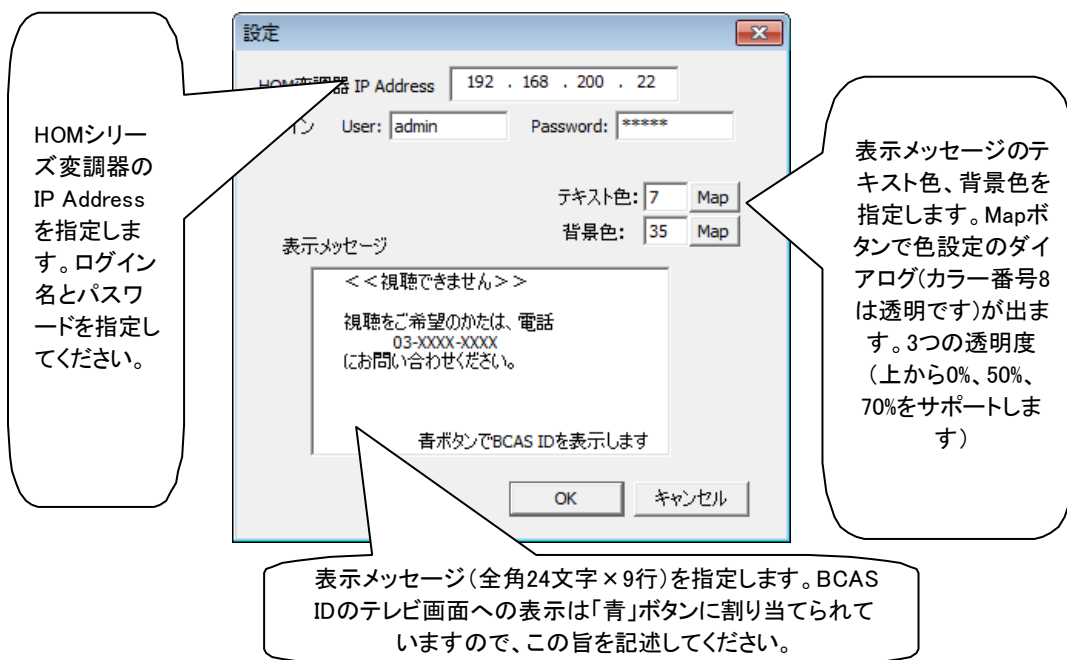 設定
HOM変調器 IP Address 192 . 168 . 200 . 22
イン User: admin Password: *****
テキスト色: 7 Map
背景色: 35 Map
表示メッセージ
<<視聴できません>>
視聴をご希望のかたは、電話
03-XXXX-XXXX
にお問い合わせください。
青ボタンでBCAS IDを表示します
OK キャンセル
HOMシリー
ズ変調器の
IP Address
を指定しま
す。ログイン
名とパスワ
ードを指定し
てください。
表示メッセージのテ
キスト色、背景色を
指定します。Mapボ
タンで色設定のダイ
アログ(カラー番号8
は透明です)が出ま
す。3つの透明度
(上から0%、50%、
70%をサポートしま
す)
表示メッセージ(全角24文字×9行)を指定します。BCAS
IDのテレビ画面への表示は「青」ボタンに割り当てられて
いますので、この旨を記述してください。